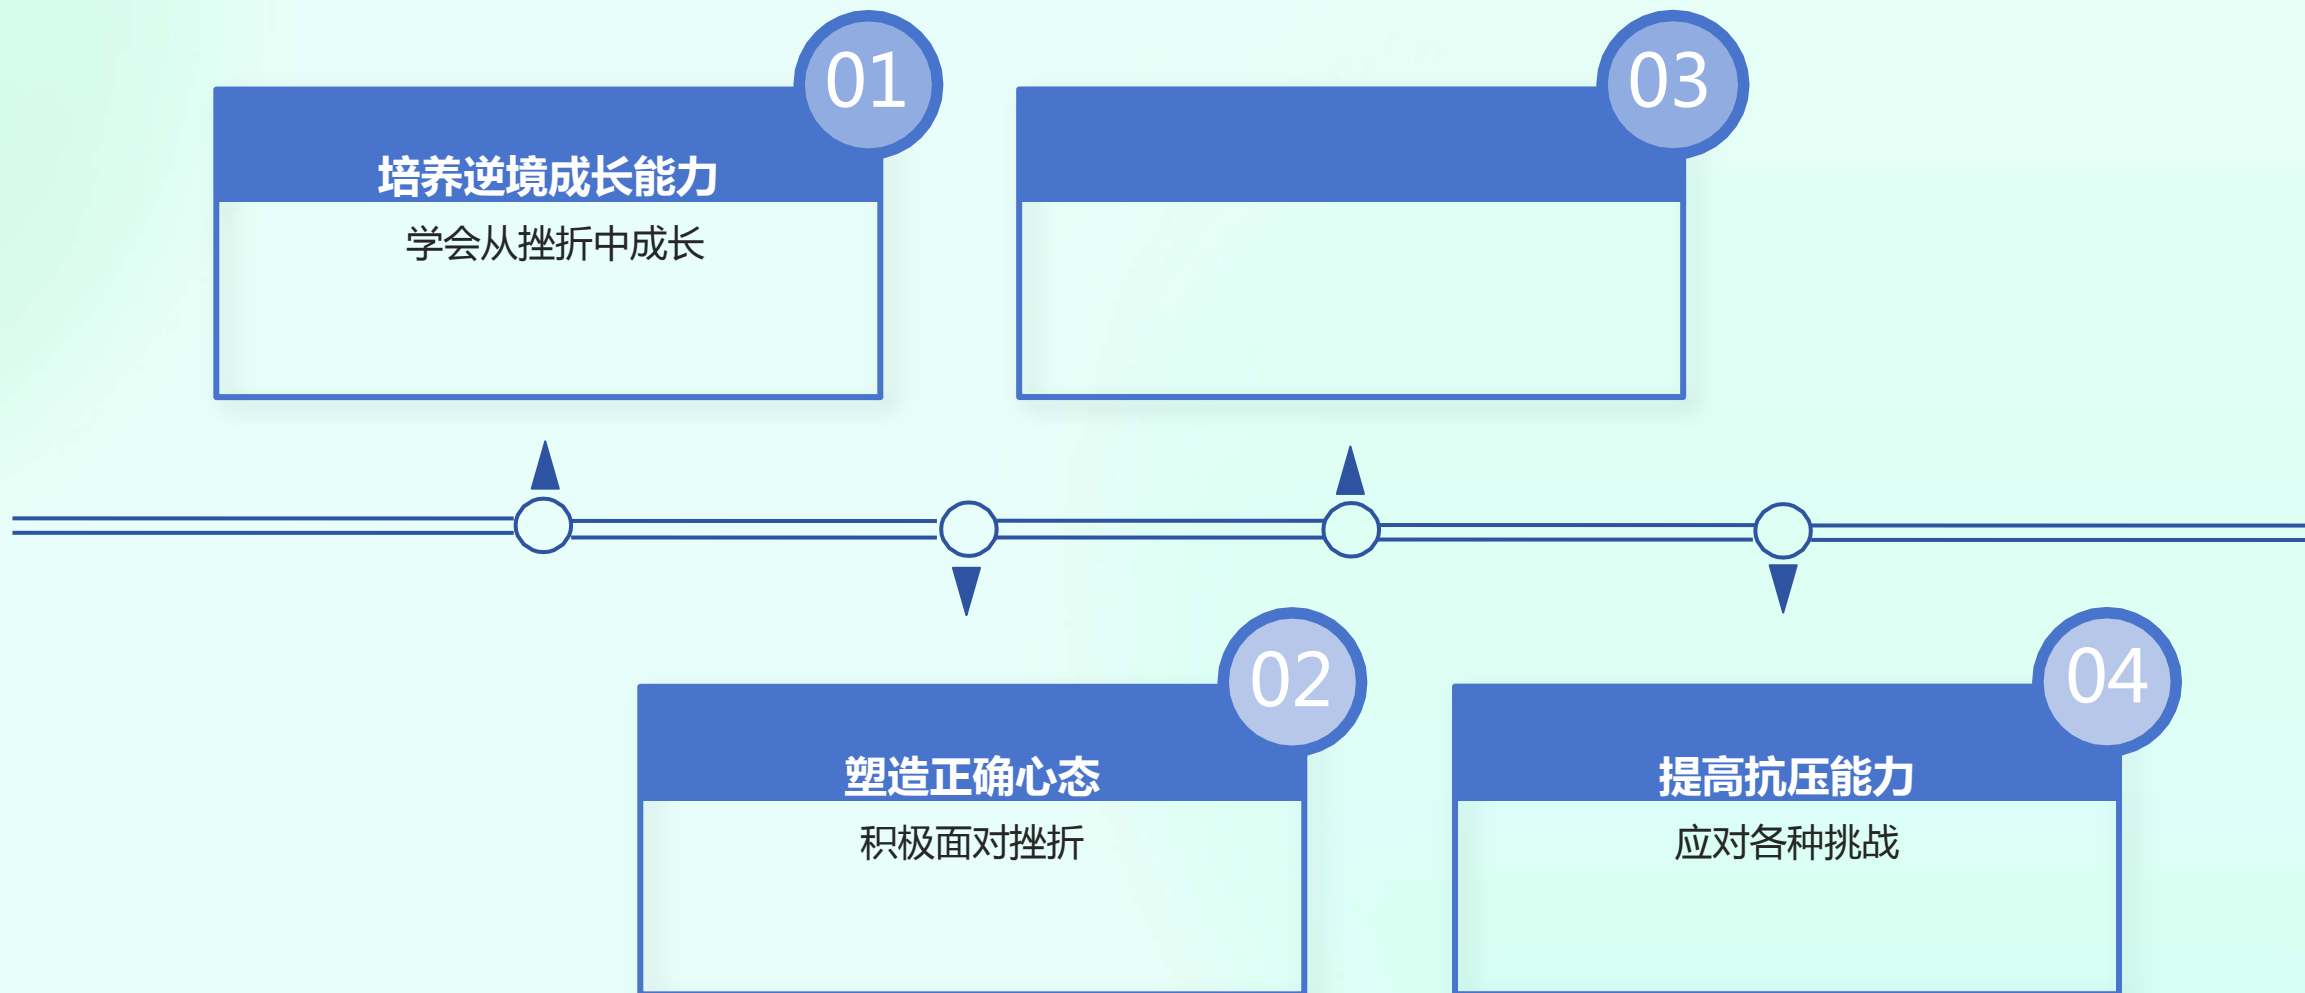 01
培养逆境成长能力
学会从挫折中成长
03
02
塑造正确心态
积极面对挫折
04
提高抗压能力
应对各种挑战